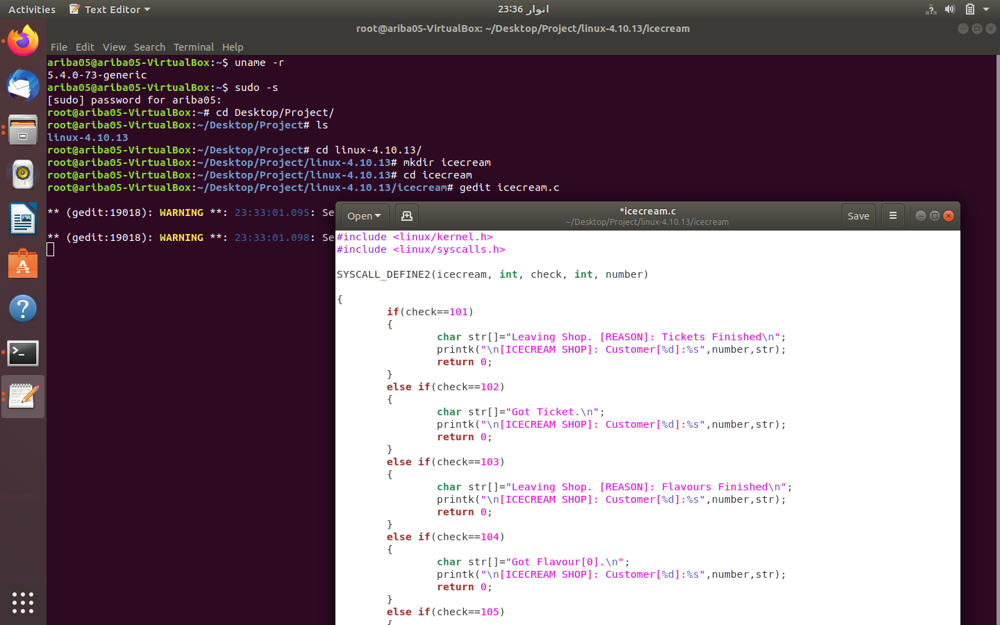 Activities
Text Editor
اتوار 23:36
root@ariba05-VirtualBox: ~/Desktop/Project/linux-4.10.13/icecream
File Edit View Search Terminal Help
ariba05@ariba05-VirtualBox:~$ uname -r
5.4.0-73-generic
ariba05@ariba05-VirtualBox:~$ sudo -s
[sudo] password for ariba05:
root@ariba05-VirtualBox:~# cd Desktop/Project/
root@ariba05-VirtualBox:~/Desktop/Project# ls
linux-4.10.13
root@ariba05-VirtualBox:~/Desktop/Project# cd linux-4.10.13/
root@ariba05-VirtualBox:~/Desktop/Project/linux-4.10.13# mkdir icecream
root@ariba05-VirtualBox:~/Desktop/Project/linux-4.10.13# cd icecream
root@ariba05-VirtualBox:~/Desktop/Project/linux-4.10.13/icecream# gedit icecream.c
** (gedit:19018): WARNING **: 23:33:01.095: Se
** (gedit:19018): WARNING **: 23:33:01.098: Se
Open
*icecream.c
~/Desktop/Project/linux-4.10.13/icecream
Save
#include <linux/kernel.h>
#include <linux/syscalls.h>
SYSCALL_DEFINE2(icecream, int, check, int, number)
{
if(check==101)
{
char str[]="Leaving Shop. [REASON]: Tickets Finished\n";
printk("\n[ICECREAM SHOP]: Customer[%d]:%s",number,str);
return 0;
}
else if(check==102)
{
char str[]="Got Ticket.\n";
printk("\n[ICECREAM SHOP]: Customer[%d]:%s",number,str);
return 0;
}
else if(check==103)
{
char str[]="Leaving Shop. [REASON]: Flavours Finished\n";
printk("\n[ICECREAM SHOP]: Customer[%d]:%s",number,str);
return 0;
}
else if(check==104)
{
char str[]="Got Flavour[0].\n";
printk("\n[ICECREAM SHOP]: Customer[%d]:%s",number,str);
return 0;
}
else if(check==105)
{